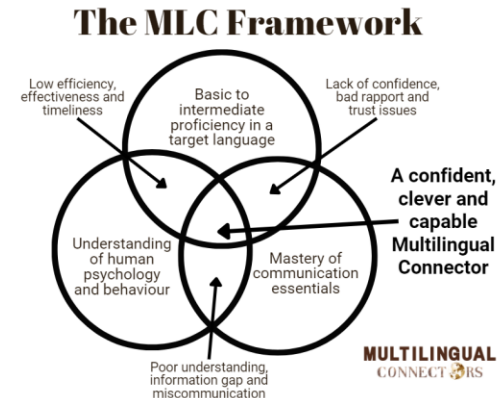 The MLC Framework
Low efficiency,
effectiveness and
timeliness
Basic to
intermediate
proficiency in a
target language
Lack of confidence,
bad rapport and
trust issues
A confident,
clever and
capable
Multilingual
Connector
Understanding
of human
psychology
and behaviour
Mastery of
communication
essentials
Poor understanding,
information gap and
miscommunication
MULTILINGUAL
CONNECTORS